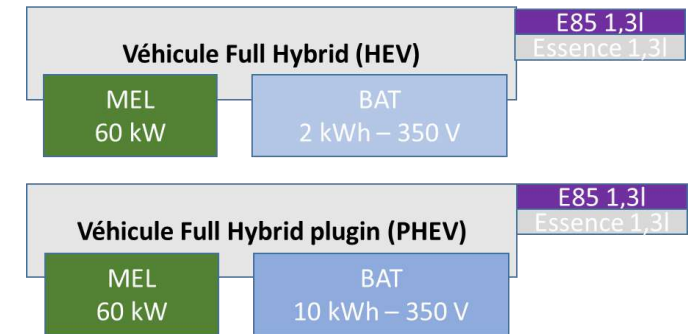 E85 1,3l
Essence 1,3l
Véhicule Full Hybrid (HEV)
MEL
60 kW
BAT
2 kWh – 350 V
E85 1,3l
Essence 1,3l
Véhicule Full Hybrid plugin (PHEV)
MEL
60 kW
BAT
10 kWh – 350 V